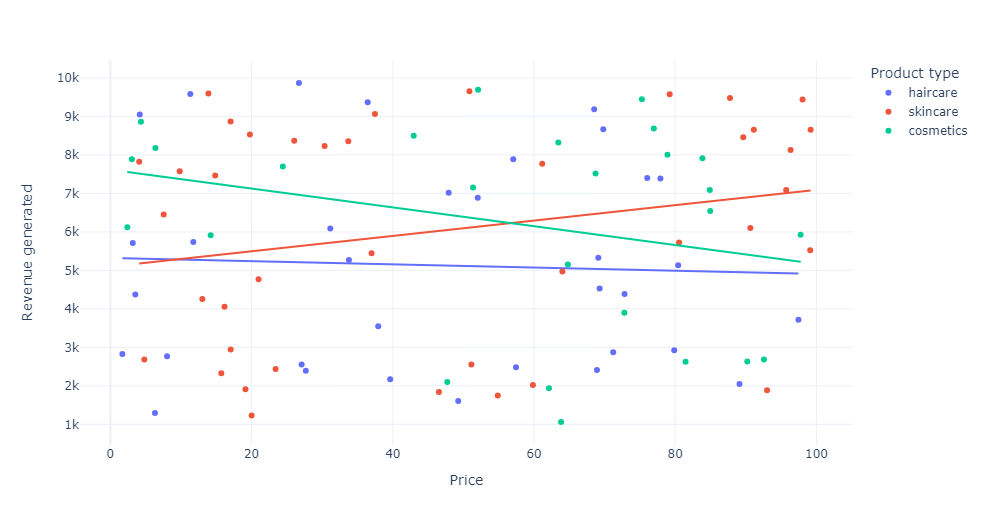 Product type
haircare
skincare
cosmetics
Revenue generated
10k
9k
8k
7k
6k
5k
4k
3k
2k
1k
0 20 40 60 80 100
Price